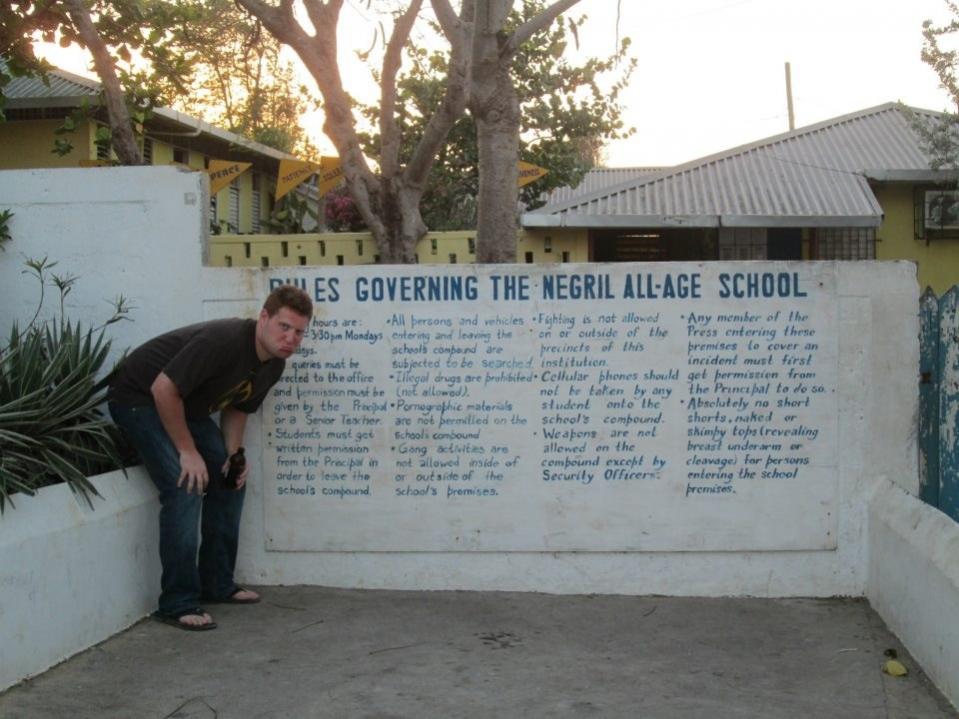 PEACE
PATIENCE
RULES GOVERNING THE NEGRIL ALL-AGE SCHOOL
hours are:
3:30pm Mondays
queries must be
to the office
and permission must be
given by the Principal
or a Senior Teacher.
• Students must get
written permission
from the Principal in
order to leave the
schools compound.
• All persons and vehicles
entering and leaving the
school's compound are
subjected to be searched.
• Illegal drugs are prohibited
(not allowed).
• Pornographic materials
are not permitted on the
school's compound
• Gang activities are
not allowed inside of
or outside of the
school's premises.
• Fighting is not allowed
on or outside of the
precincts of this
institution.
• Cellular phones should
not be taken by any
student onto the
school's compound.
• Weapons are not
allowed on the
compound except by
Security Officers.
• Any member of the
Press entering these
premises to cover an
incident must first
get permission from
the Principal to do so.
• Absolutely no short
shorts, naked or
skimpy tops (revealing
breast underarm or
cleavage) for persons
entering the school
premises.